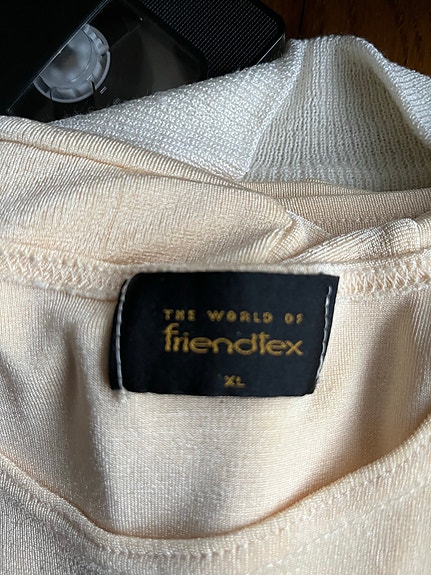 THE WORLD OF
friendtex
XL